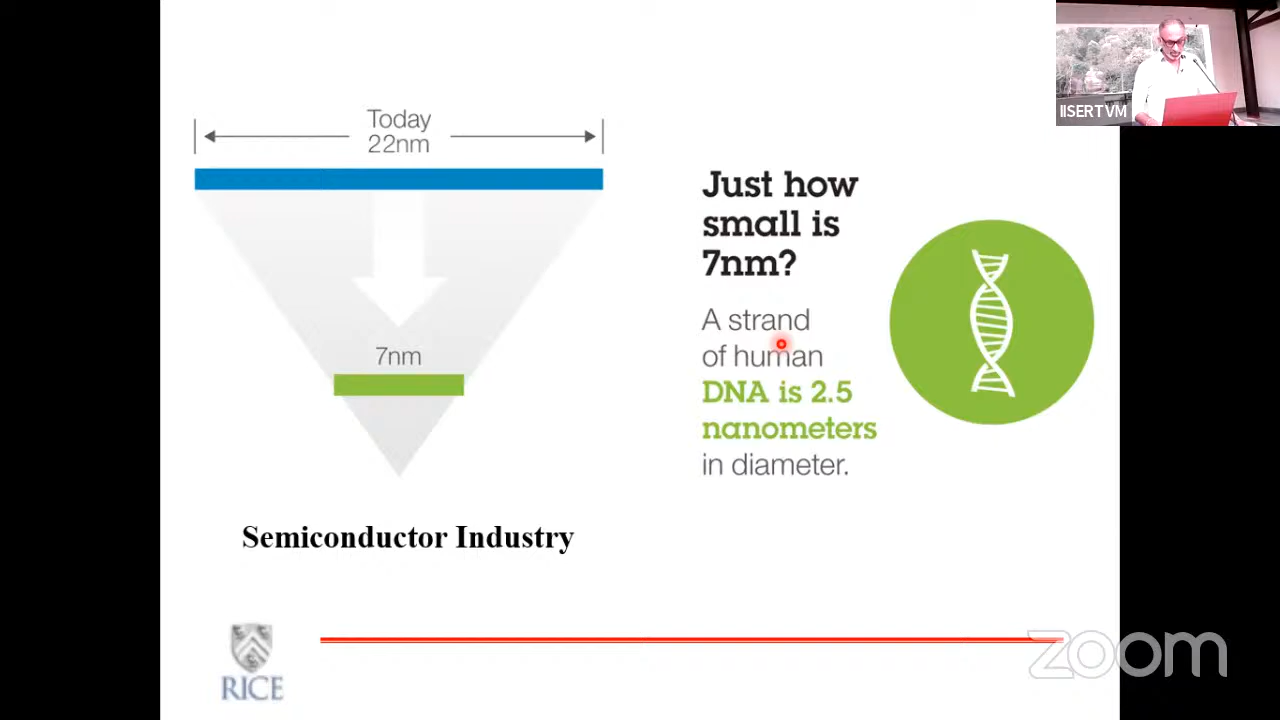 IISERTVM
Today
22nm
7nm
Semiconductor Industry
Just how
small is
7nm?
A strand
of human
DNA is 2.5
nanometers
in diameter.
RICE
zoom